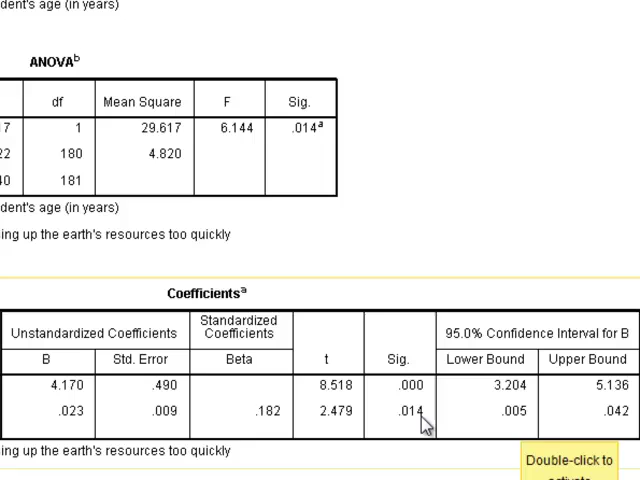 dent's age (in years)
ANOVAb
df Mean Square F Sig.
17 1 29.617 6.144 .014a
22 180 4.820
40 181
dent's age (in years)
ing up the earth's resources too quickly
Coefficientsa
Unstandardized Coefficients Standardized Coefficients 95.0% Confidence Interval for B
B Std. Error Beta t Sig. Lower Bound Upper Bound
4.170 .490 8.518 .000 3.204 5.136
.023 .009 .182 2.479 .014 .005 .042
ing up the earth's resources too quickly
Double-click to
activate